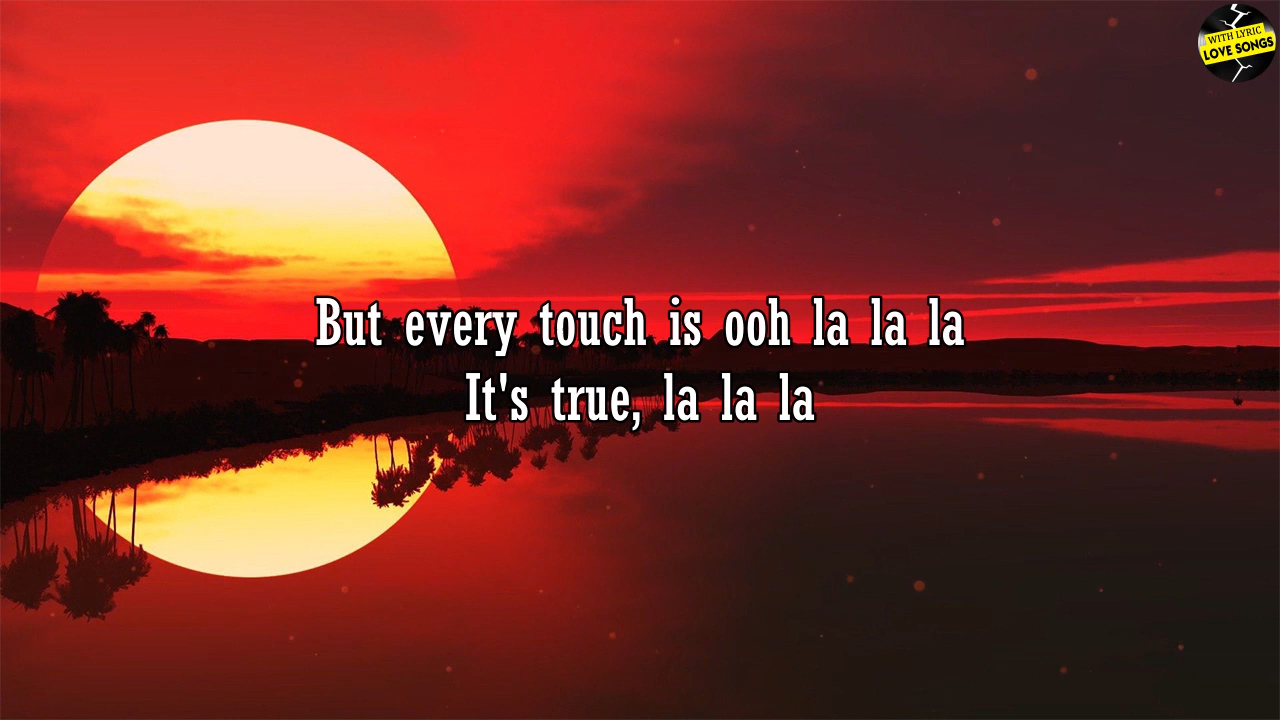 WITH LYRIC
LOVE SONGS
But every touch is ooh la la la
It's true, la la la